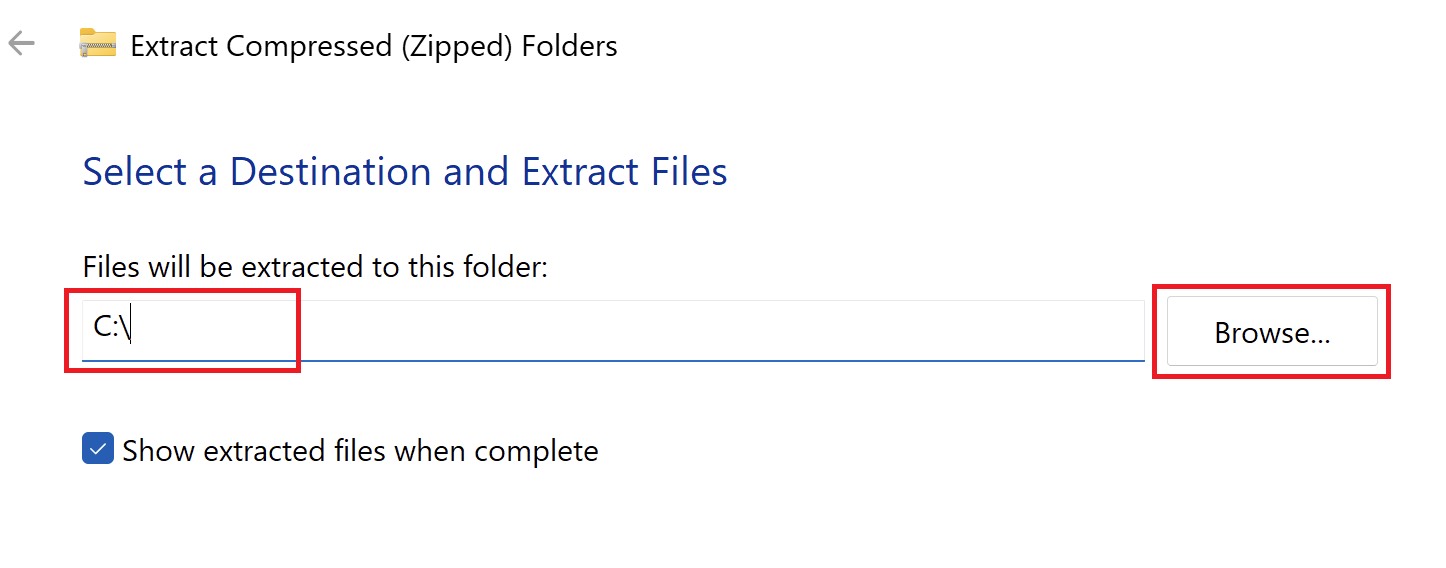 Extract Compressed (Zipped) Folders
Select a Destination and Extract Files
Files will be extracted to this folder:
C:\
Browse...
Show extracted files when complete